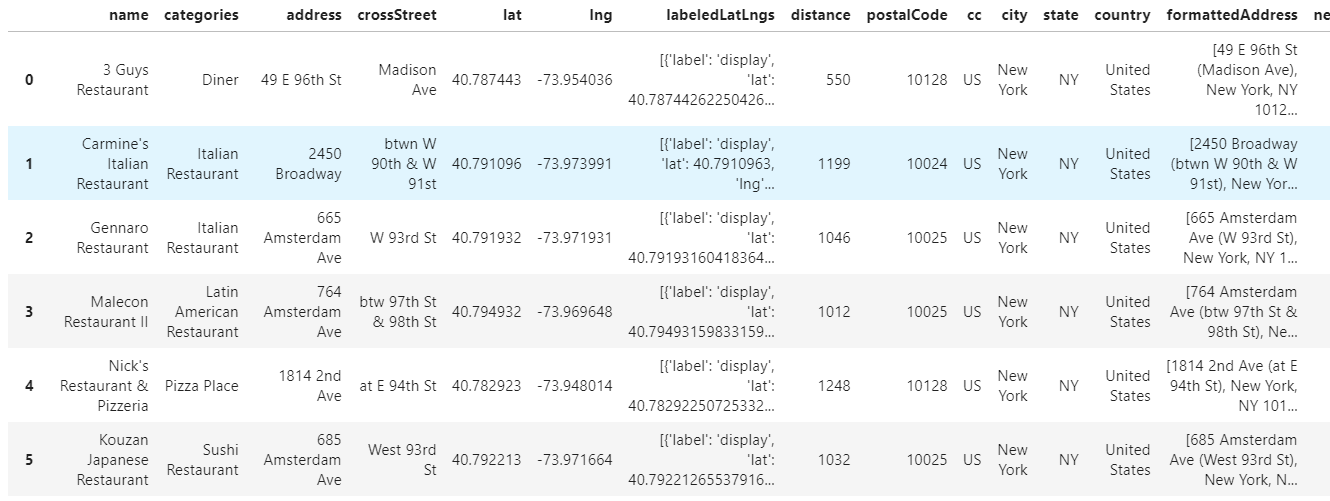 name categories address crossStreet lat lng labeledLatLngs distance postalCode cc city state country formattedAddress ne
0 3 Guys Restaurant Diner 49 E 96th St Madison Ave 40.787443 -73.954036 [{'label': 'display', 'lat': 40.78744262250426... 550 10128 US New York NY United States [49 E 96th St (Madison Ave), New York, NY 1012...
1 Carmine's Italian Restaurant Italian Restaurant 2450 Broadway btwn W 90th & W 91st 40.791096 -73.973991 [{'label': 'display', 'lat': 40.7910963, 'lng'... 1199 10024 US New York NY United States [2450 Broadway (btwn W 90th & W 91st), New Yor...
2 Gennaro Restaurant Italian Restaurant 665 Amsterdam Ave W 93rd St 40.791932 -73.971931 [{'label': 'display', 'lat': 40.79193160418364... 1046 10025 US New York NY United States [665 Amsterdam Ave (W 93rd St), New York, NY 1...
3 Malecon Restaurant II Latin American Restaurant 764 Amsterdam Ave btw 97th St & 98th St 40.794932 -73.969648 [{'label': 'display', 'lat': 40.79493159833159... 1012 10025 US New York NY United States [764 Amsterdam Ave (btw 97th St & 98th St), Ne...
4 Nick's Restaurant & Pizzeria Pizza Place 1814 2nd Ave at E 94th St 40.782923 -73.948014 [{'label': 'display', 'lat': 40.78292250725332... 1248 10128 US New York NY United States [1814 2nd Ave (at E 94th St), New York, NY 101...
5 Kouzan Japanese Restaurant Sushi Restaurant 685 Amsterdam Ave West 93rd St 40.792213 -73.971664 [{'label': 'display', 'lat': 40.79221265537916... 1032 10025 US New York NY United States [685 Amsterdam Ave (West 93rd St), New York, N...